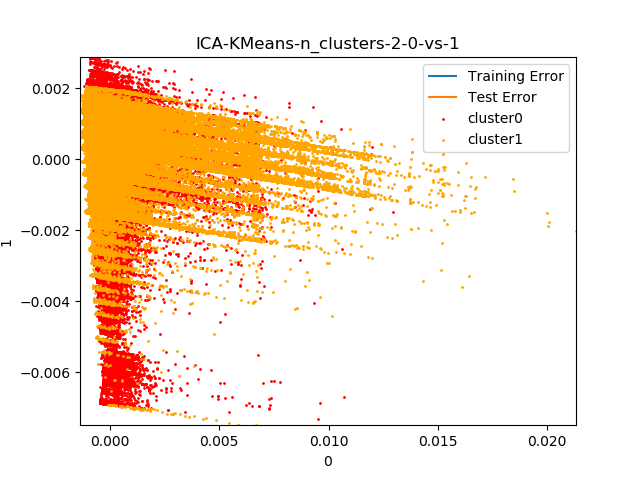 ICA-KMeans-n_clusters-2-0-vs-1
Training Error
Test Error
cluster0
cluster1
0.002
0.000
−0.002
−0.004
−0.006
1
0.000
0.005
0.010
0.015
0.020
0